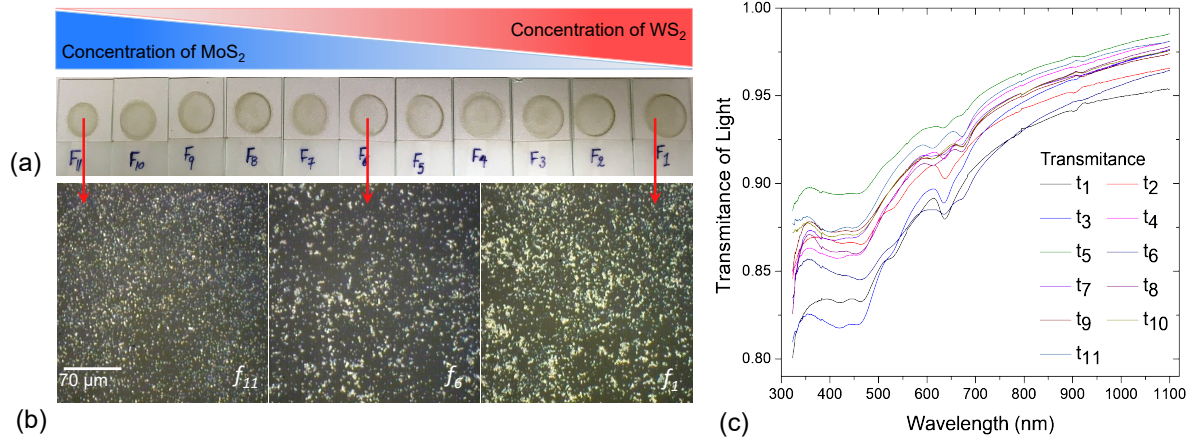 (a)
Concentration of MoS₂
Concentration of WS₂
F11 F10 F9 F8 F7 F6 F5 F4 F3 F2 F1
(b)
70 μm
f₁₁
f₆
f₁
(c)
Transmitance of Light
1.00
0.95
0.90
0.85
0.80
Transmitance
t₁ t₂
t₃ t₄
t₅ t₆
t₇ t₈
t₉ t₁₀
t₁₁
300 400 500 600 700 800 900 1000 1100
Wavelength (nm)